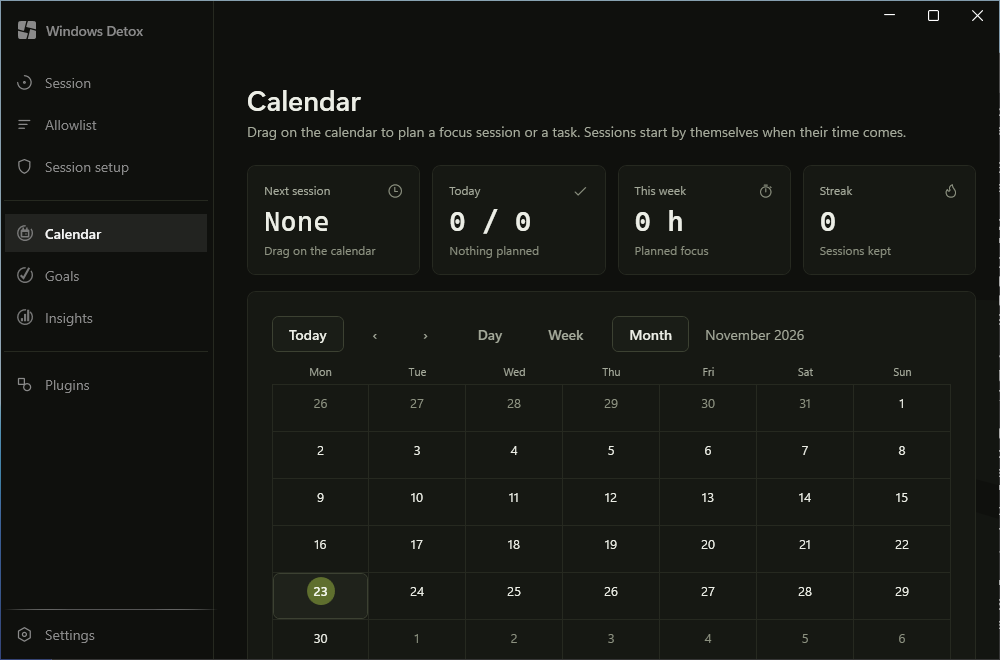 Windows Detox
Session
Allowlist
Session setup
Calendar
Goals
Insights
Plugins
Settings
Calendar
Drag on the calendar to plan a focus session or a task. Sessions start by themselves when their time comes.
Next session
None
Drag on the calendar
Today
0 / 0
Nothing planned
This week
0 h
Planned focus
Streak
0
Sessions kept
Today ‹ › Day Week Month November 2026
Mon Tue Wed Thu Fri Sat Sun
26 27 28 29 30 31 1
2 3 4 5 6 7 8
9 10 11 12 13 14 15
16 17 18 19 20 21 22
23 24 25 26 27 28 29
30 1 2 3 4 5 6